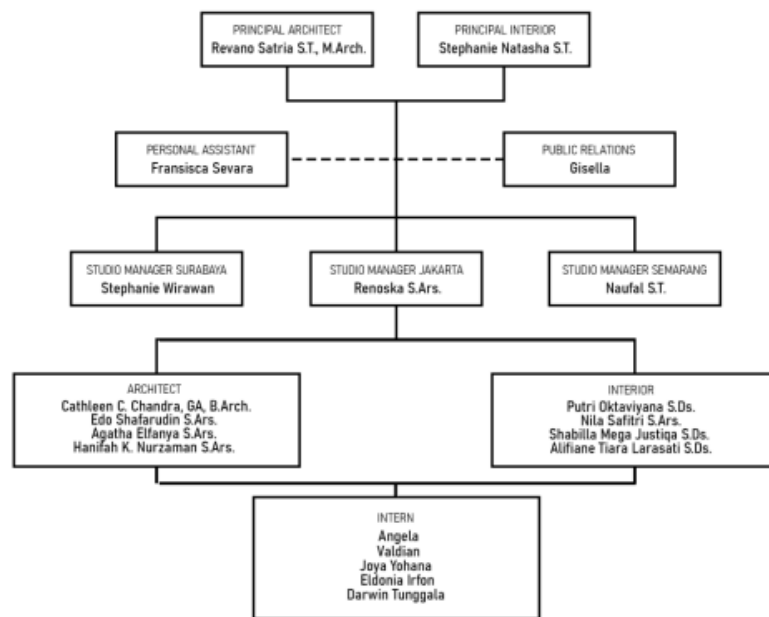 PRINCIPAL ARCHITECT
Revano Satria S.T., M.Arch.
PRINCIPAL INTERIOR
Stephanie Natasha S.T.
PERSONAL ASSISTANT
Fransisca Sevara
PUBLIC RELATIONS
Gisella
STUDIO MANAGER SURABAYA
Stephanie Wirawan
STUDIO MANAGER JAKARTA
Renoska S.Ars.
STUDIO MANAGER SEMARANG
Naufal S.T.
ARCHITECT
Cathleen C. Chandra, GA, B.Arch.
Edo Shafarudin S.Ars.
Agatha Elfanya S.Ars.
Hanifah K. Nurzaman S.Ars.
INTERIOR
Putri Oktaviyana S.Ds.
Nila Safitri S.Ars.
Shabilla Mega Justiqa S.Ds.
Alifiane Tiara Larasati S.Ds.
INTERN
Angela
Valdian
Joya Yohana
Eldonia Irfon
Darwin Tunggala